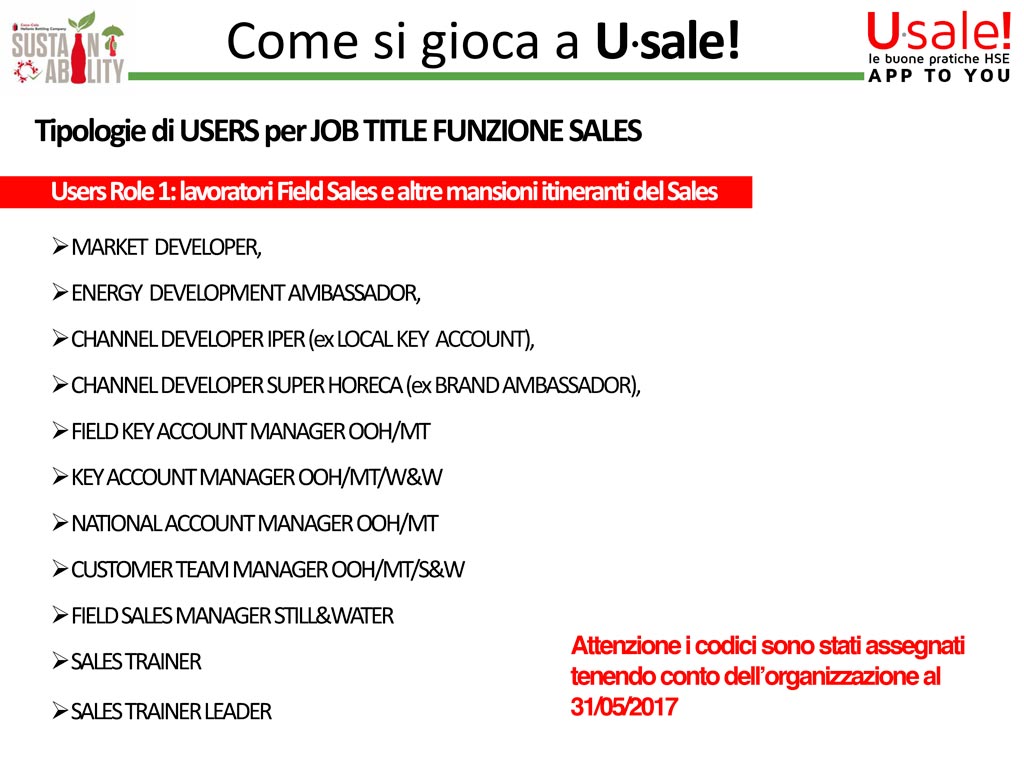 Coca-Cola
Hellenic Bottling Company
SUSTAIN
ABILITY
Come si gioca a U·sale!
U·sale!
le buone pratiche HSE
APP TO YOU
Tipologie di USERS per JOB TITLE FUNZIONE SALES
Users Role 1: lavoratori Field Sales e altre mansioni itineranti del Sales
➢MARKET DEVELOPER,
➢ENERGY DEVELOPMENT AMBASSADOR,
➢CHANNEL DEVELOPER IPER (ex LOCAL KEY ACCOUNT),
➢CHANNEL DEVELOPER SUPER HORECA (ex BRAND AMBASSADOR),
➢FIELD KEY ACCOUNT MANAGER OOH/MT
➢KEY ACCOUNT MANAGER OOH/MT/W&W
➢NATIONAL ACCOUNT MANAGER OOH/MT
➢CUSTOMER TEAM MANAGER OOH/MT/S&W
➢FIELD SALES MANAGER STILL&WATER
➢SALES TRAINER
➢SALES TRAINER LEADER
Attenzione i codici sono stati assegnati
tenendo conto dell’organizzazione al
31/05/2017